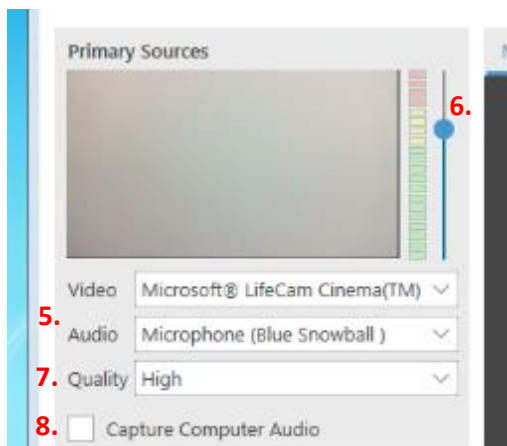 Primary Sources
6.
Video Microsoft® LifeCam Cinema(TM)
5.
Audio Microphone (Blue Snowball )
7. Quality High
8. Capture Computer Audio